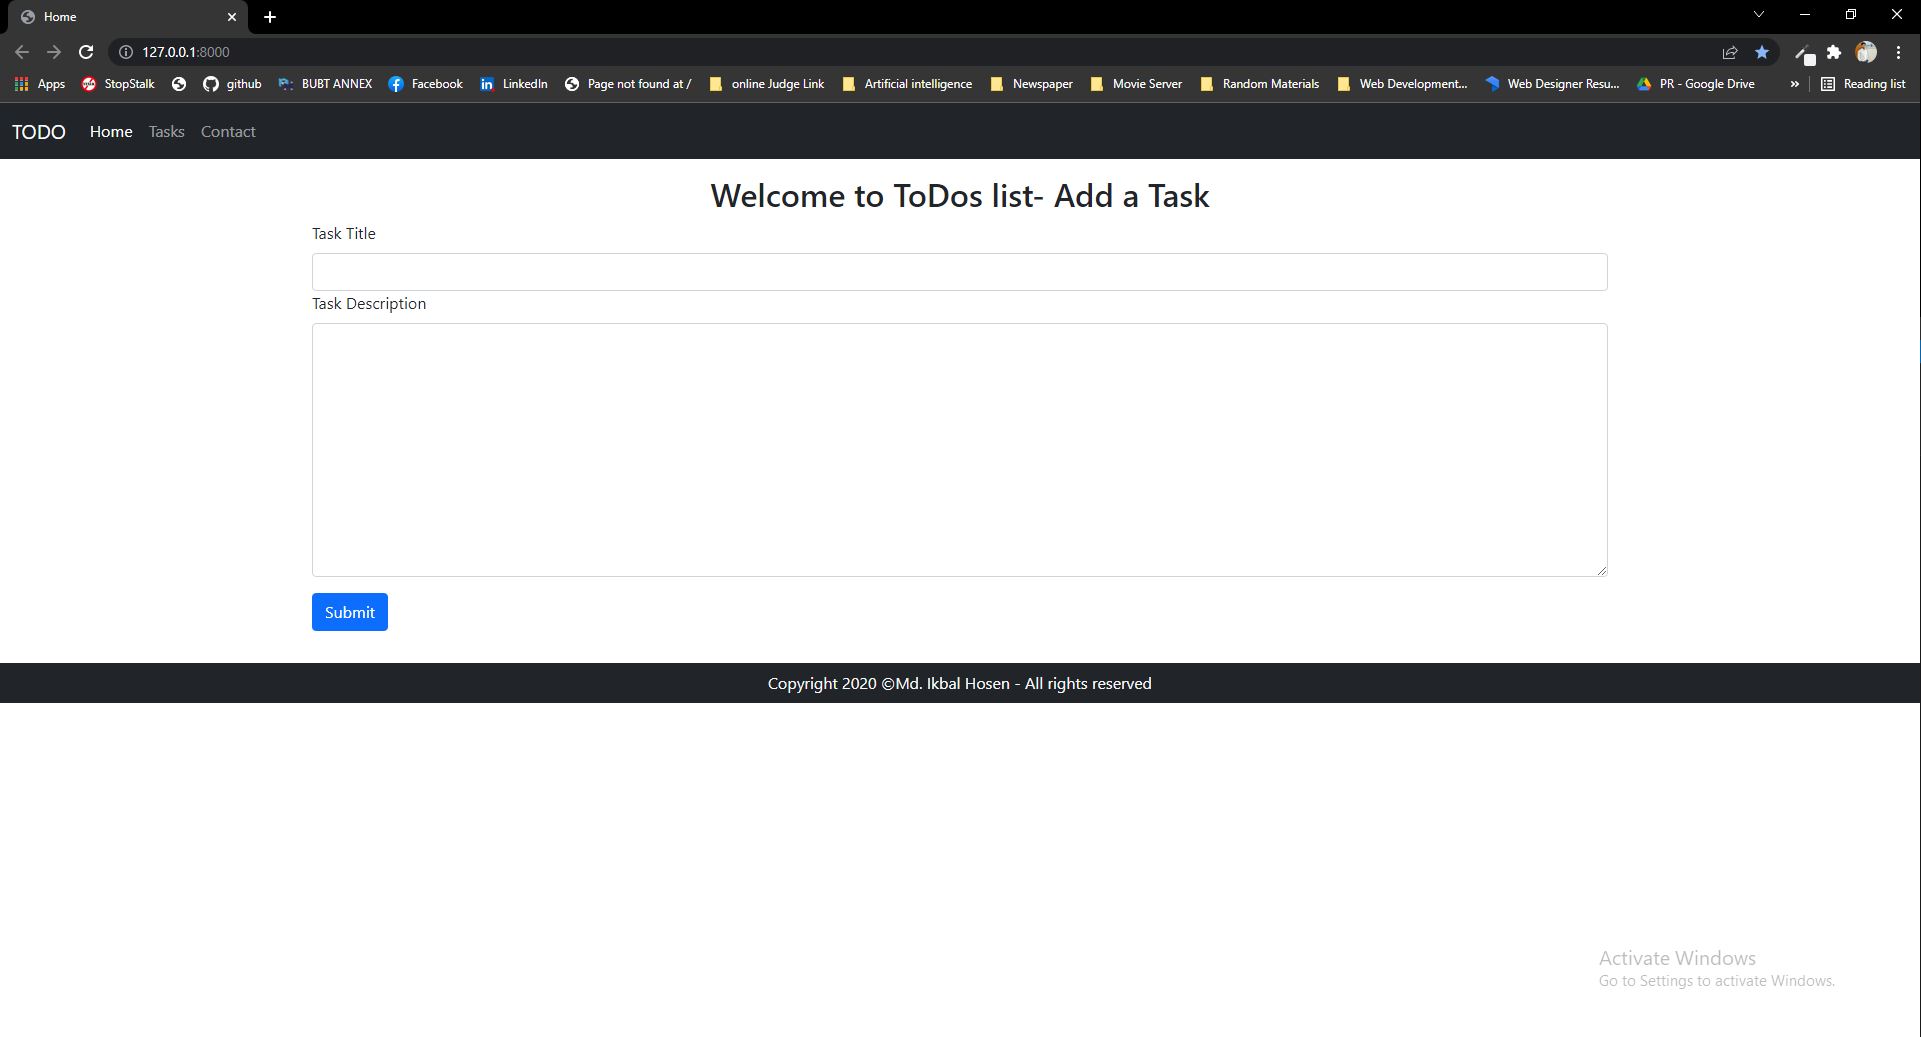 Home
127.0.0.1:8000
Apps StopStalk github BUBT ANNEX Facebook LinkedIn Page not found at / online Judge Link Artificial intelligence Newspaper Movie Server Random Materials Web Development... Web Designer Resu... PR - Google Drive » Reading list
TODO Home Tasks Contact
Welcome to ToDos list- Add a Task
Task Title
Task Description
Submit
Copyright 2020 ©Md. Ikbal Hosen - All rights reserved
Activate Windows
Go to Settings to activate Windows.